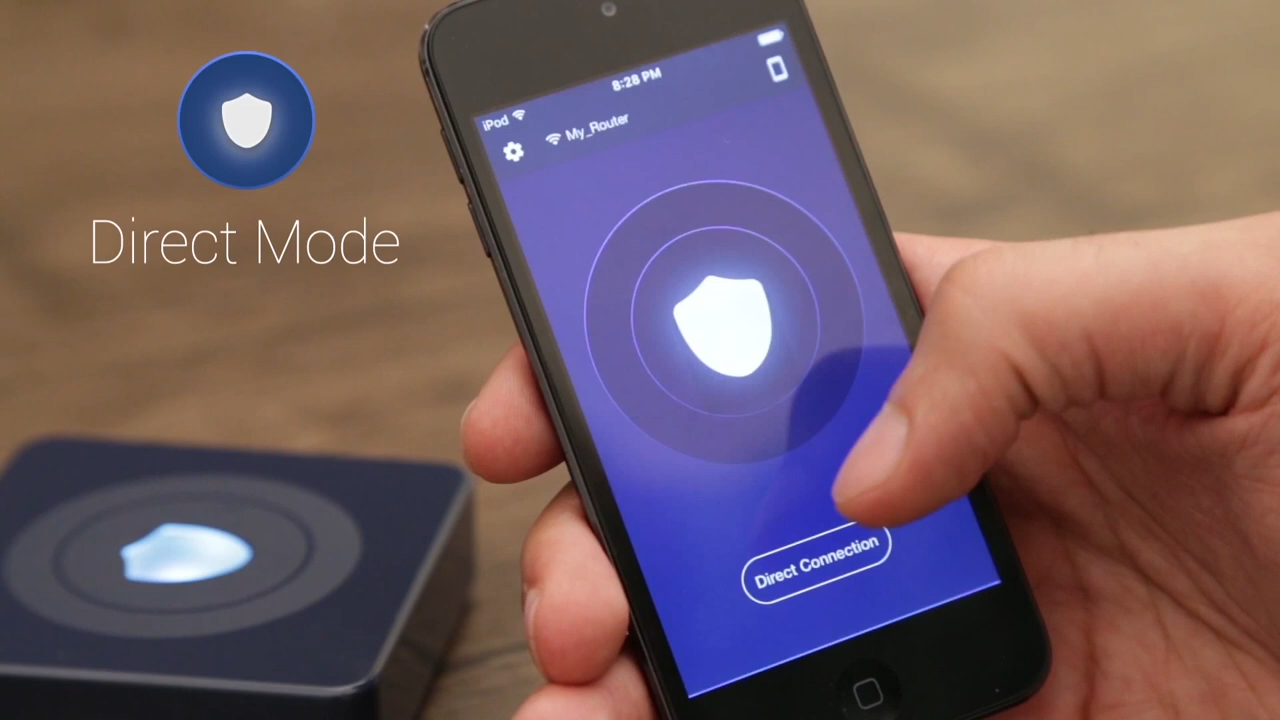 Direct Mode
iPod
8:28 PM
My_Router
Direct Connection